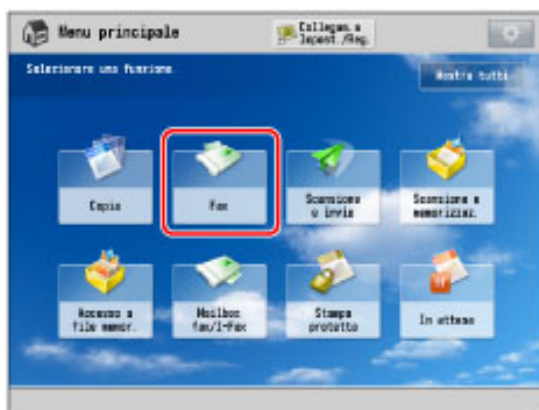 Menu principale
Collegam. a
Impost./Reg.
Selezionare una funzione.
Mostra tutti
Copia
Fax
Scansione
e invio
Scansione e
memorizzaz.
Accesso a
file memor.
Mailbox
fax/I-Fax
Stampa
protetta
In attesa